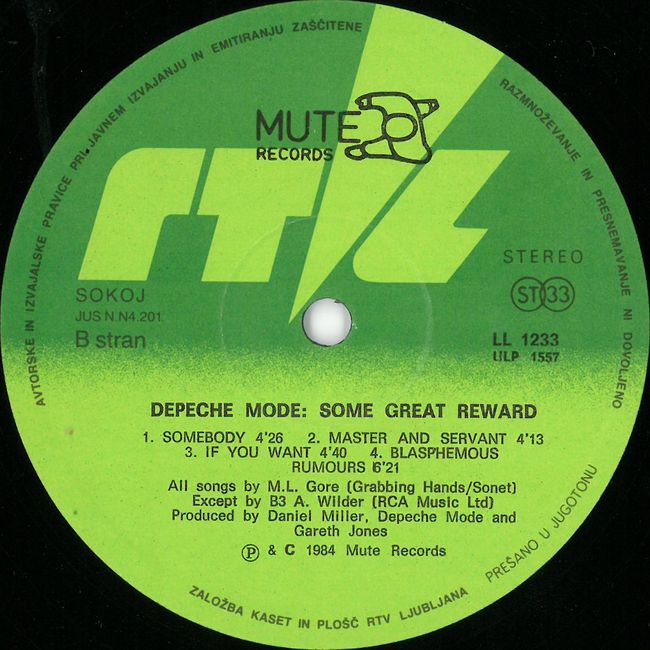 AVTORSKE IN IZVAJALSKE PRAVICE PRI JAVNEM IZVAJANJU IN EMITIRANJU ZAŠČITENE
RAZMNOŽEVANJE IN PRESNEMAVANJE NI DOVOLJENO
MUTE
RECORDS
rtvl
STEREO
SOKOJ
ST 33
JUS N.N4.201.
B stran
LL 1233
ULP 1557
DEPECHE MODE: SOME GREAT REWARD
1. SOMEBODY 4'26 2. MASTER AND SERVANT 4'13
3. IF YOU WANT 4'40 4. BLASPHEMOUS
RUMOURS 6'21
All songs by M.L. Gore (Grabbing Hands/Sonet)
Except by B3 A. Wilder (RCA Music Ltd)
Produced by Daniel Miller, Depeche Mode and
Gareth Jones
Ⓟ & C 1984 Mute Records
PREŠANO U JUGOTONU
ZALOŽBA KASET IN PLOŠČ RTV LJUBLJANA